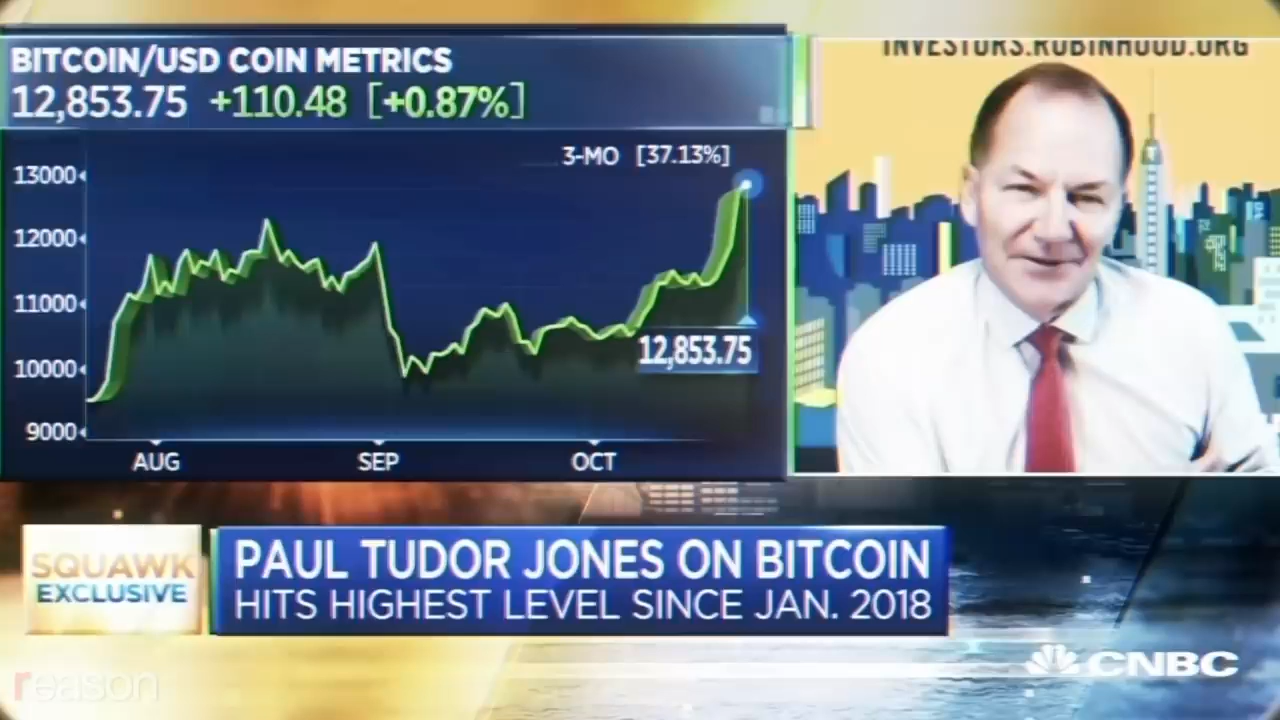 INVESTORS.ROBINHOOD.ORG
BITCOIN/USD COIN METRICS
12,853.75 +110.48 [+0.87%]
3-MO [37.13%]
13000
12000
11000
10000
9000
12,853.75
AUG SEP OCT
SQUAWK
EXCLUSIVE
PAUL TUDOR JONES ON BITCOIN
HITS HIGHEST LEVEL SINCE JAN. 2018
CNBC
reason